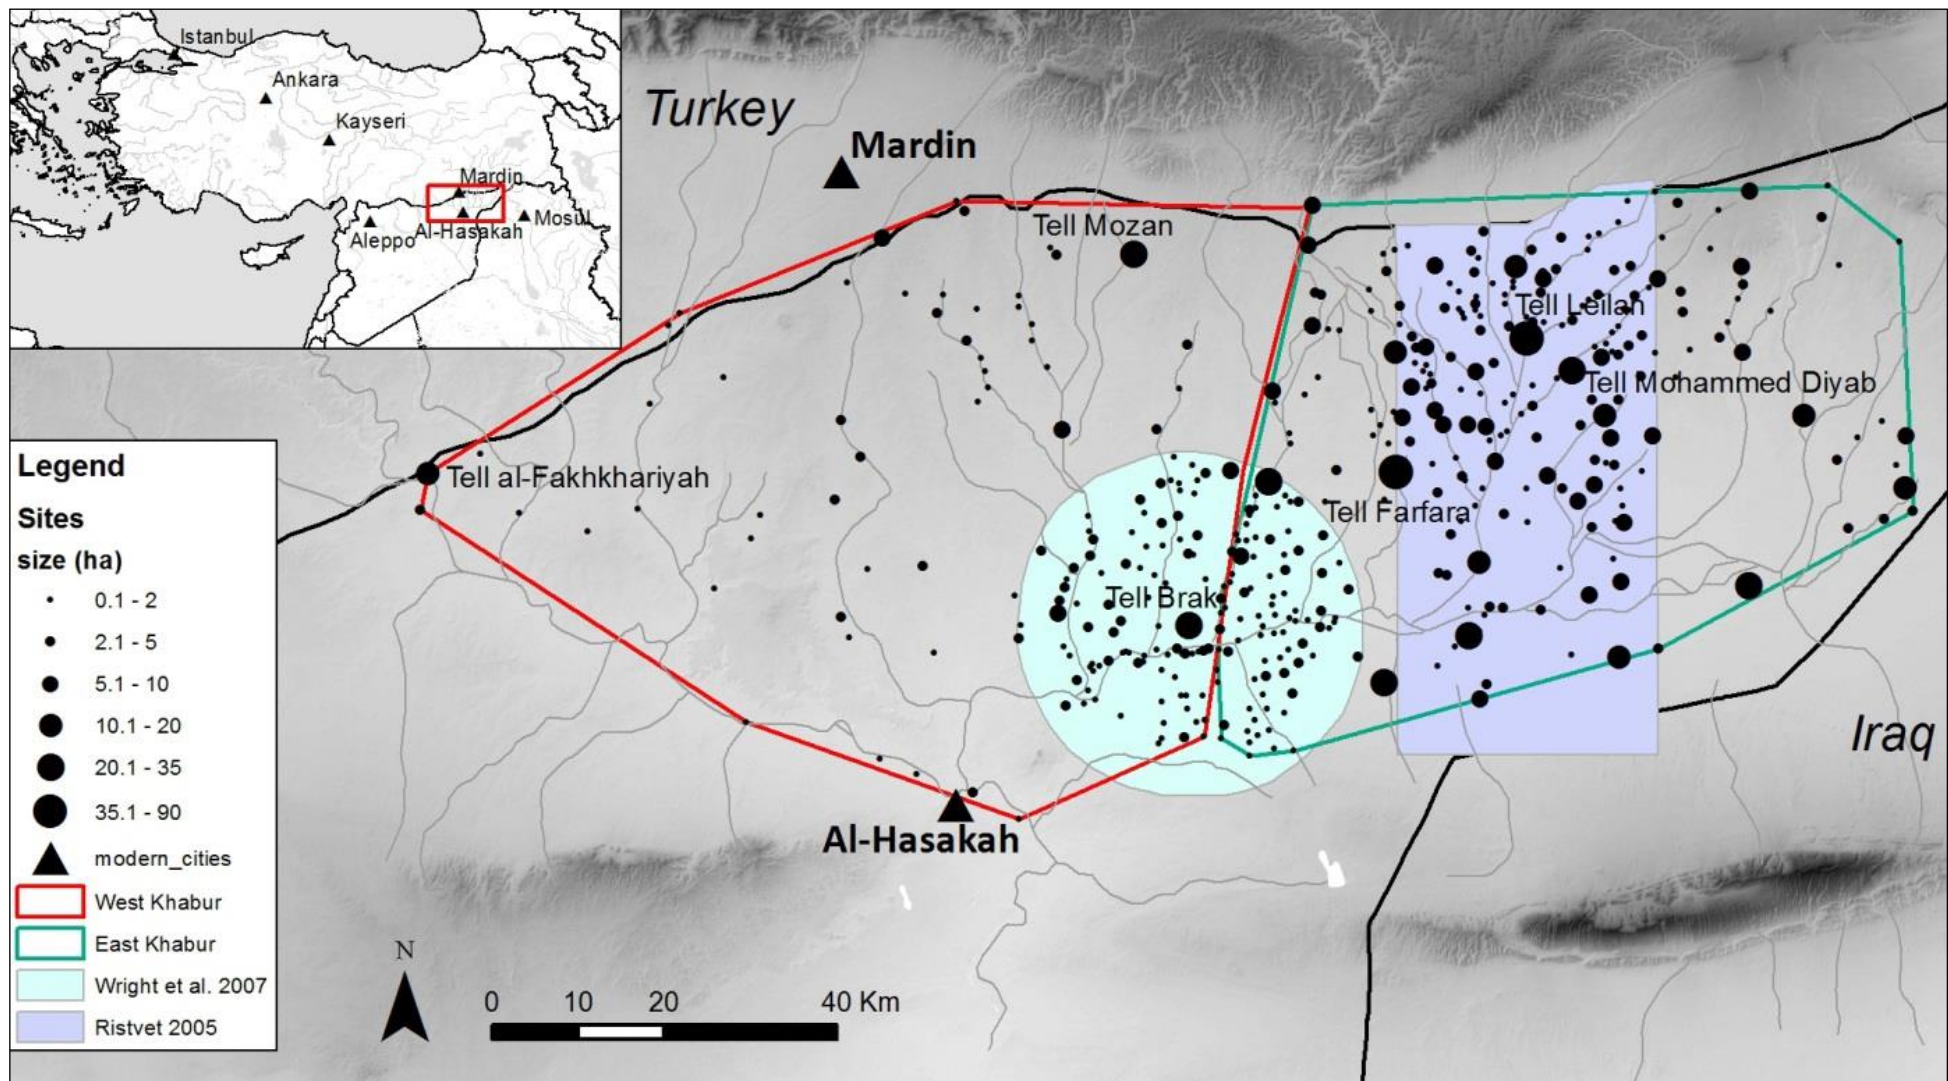 Istanbul
Ankara
Kayseri
Mardin
Al-Hasakah
Mosul
Aleppo
Turkey
Mardin
Tell Mozan
Tell Leilan
Tell Mohammed Diyab
Tell al-Fakhkhariyah
Tell Farfara
Tell Brak
Iraq
Al-Hasakah
Legend
Sites
size (ha)
0.1 - 2
2.1 - 5
5.1 - 10
10.1 - 20
20.1 - 35
35.1 - 90
modern_cities
West Khabur
East Khabur
Wright et al. 2007
Ristvet 2005
N
0 10 20 40 Km